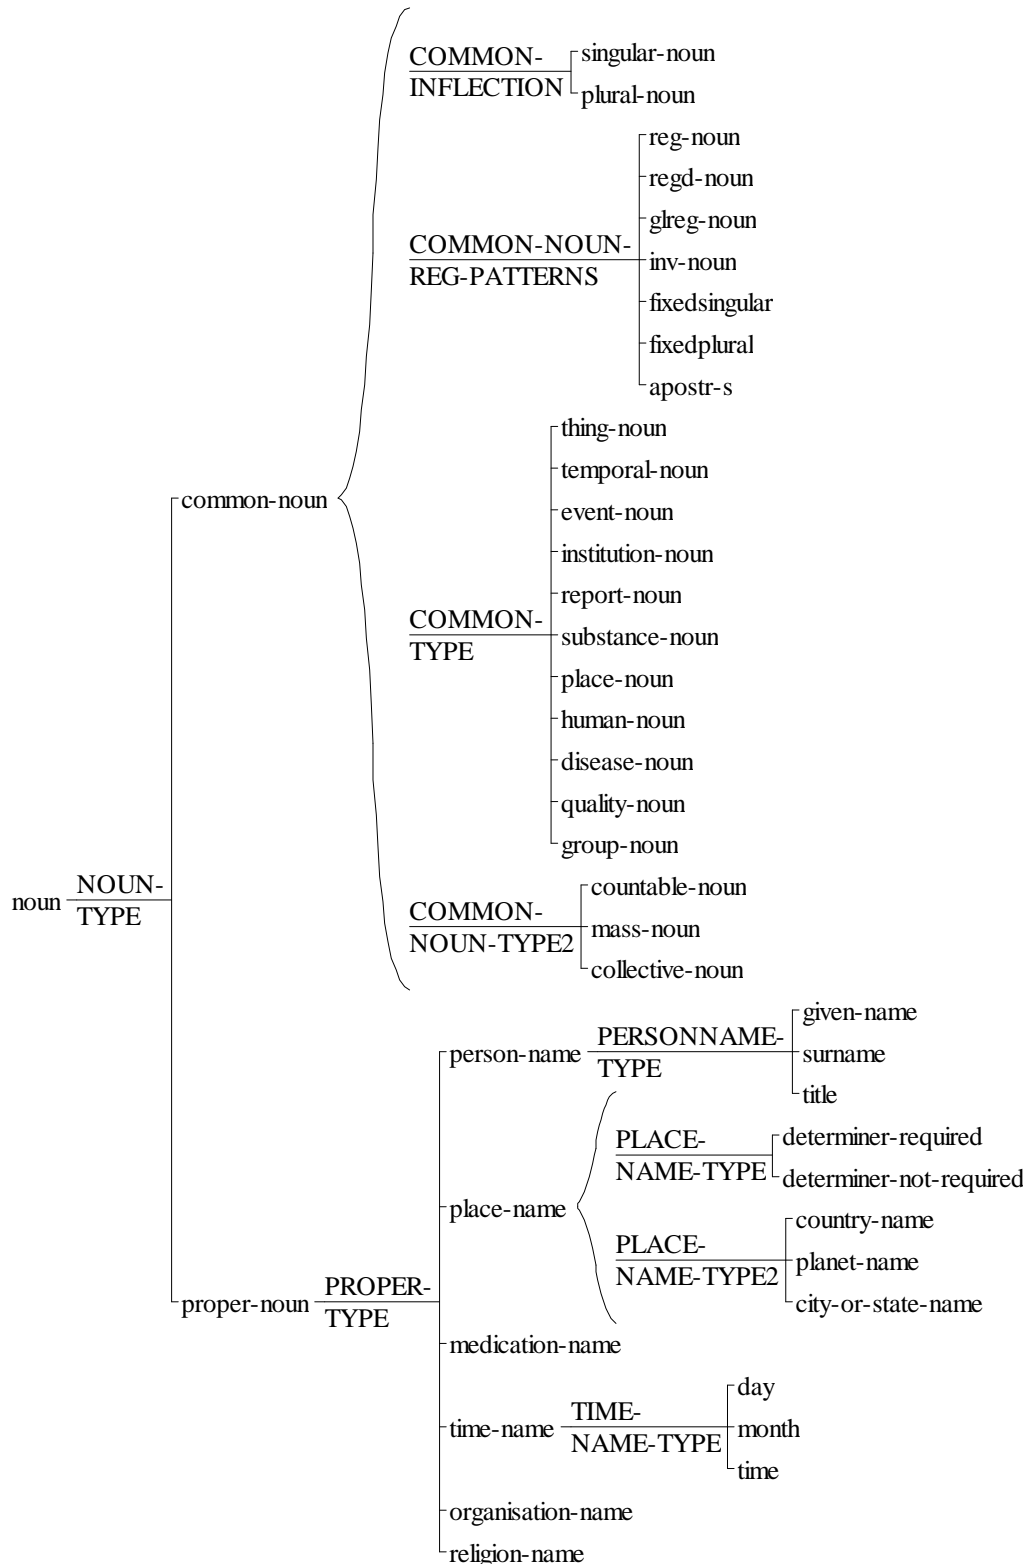 COMMON-
INFLECTION
singular-noun
plural-noun
COMMON-NOUN-
REG-PATTERNS
reg-noun
regd-noun
glreg-noun
inv-noun
fixedsingular
fixedplural
apostr-s
common-noun
COMMON-
TYPE
thing-noun
temporal-noun
event-noun
institution-noun
report-noun
substance-noun
place-noun
human-noun
disease-noun
quality-noun
group-noun
noun
NOUN-
TYPE
COMMON-
NOUN-TYPE2
countable-noun
mass-noun
collective-noun
person-name
PERSONNAME-
TYPE
given-name
surname
title
place-name
PLACE-
NAME-TYPE
determiner-required
determiner-not-required
PLACE-
NAME-TYPE2
country-name
planet-name
city-or-state-name
proper-noun
PROPER-
TYPE
medication-name
time-name
TIME-
NAME-TYPE
day
month
time
organisation-name
religion-name